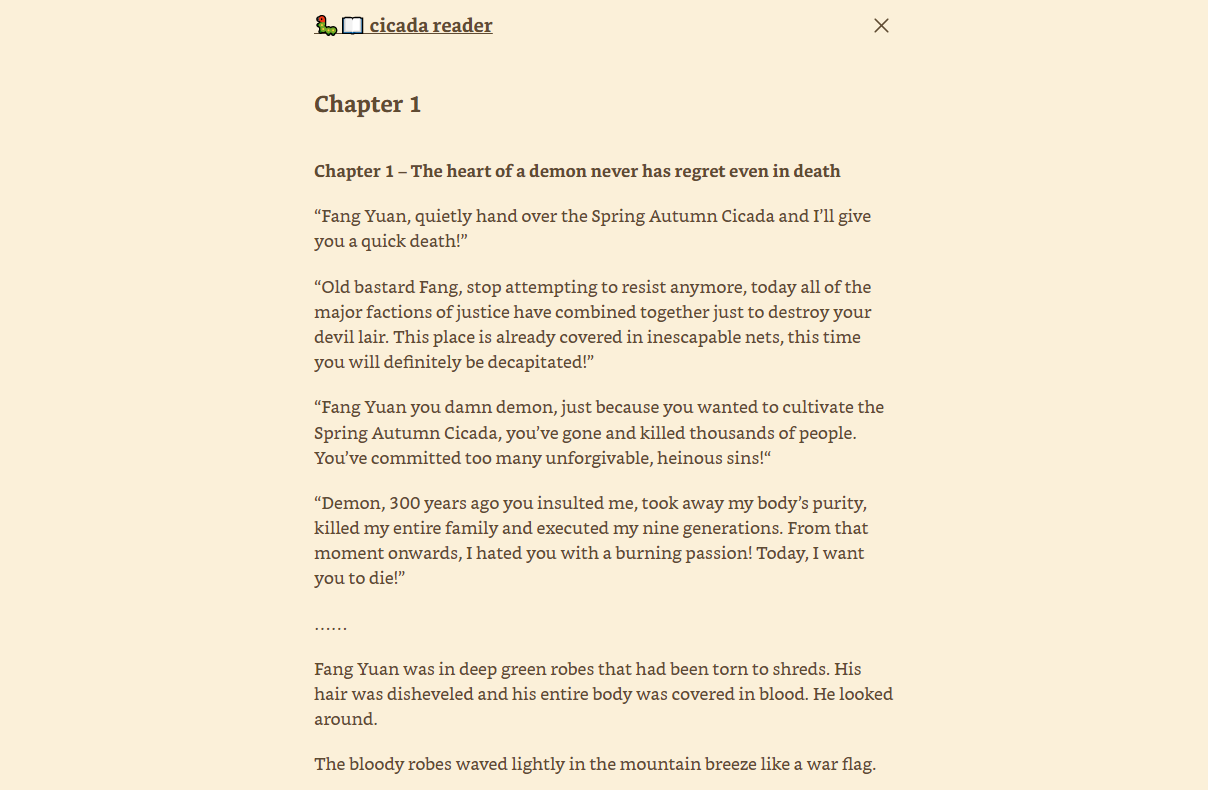 cicada reader
Chapter 1
Chapter 1 – The heart of a demon never has regret even in death
“Fang Yuan, quietly hand over the Spring Autumn Cicada and I’ll give
you a quick death!”
“Old bastard Fang, stop attempting to resist anymore, today all of the
major factions of justice have combined together just to destroy your
devil lair. This place is already covered in inescapable nets, this time
you will definitely be decapitated!”
“Fang Yuan you damn demon, just because you wanted to cultivate the
Spring Autumn Cicada, you’ve gone and killed thousands of people.
You’ve committed too many unforgivable, heinous sins!“
“Demon, 300 years ago you insulted me, took away my body’s purity,
killed my entire family and executed my nine generations. From that
moment onwards, I hated you with a burning passion! Today, I want
you to die!”
……
Fang Yuan was in deep green robes that had been torn to shreds. His
hair was disheveled and his entire body was covered in blood. He looked
around.
The bloody robes waved lightly in the mountain breeze like a war flag.